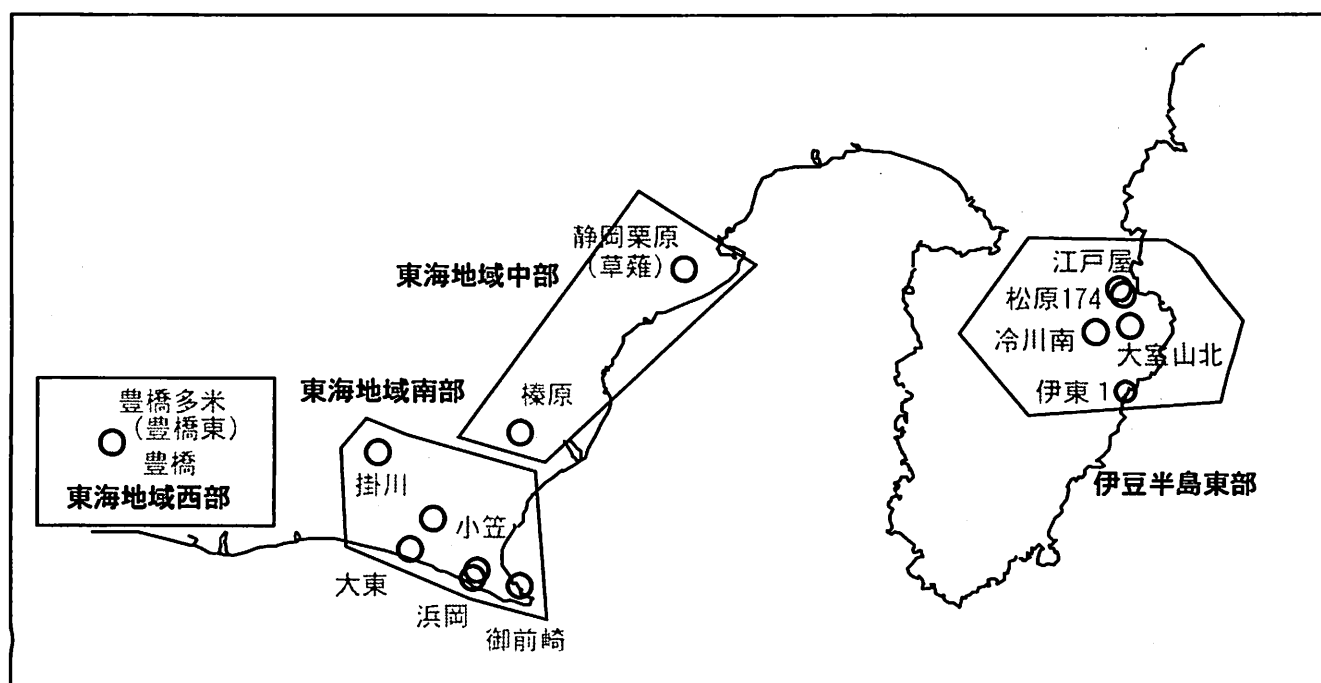 静岡栗原
(草薙)
東海地域中部
江戸屋
松原174
冷川南
大室山北
伊東1
伊豆半島東部
東海地域南部
榛原
豊橋多米
(豊橋東)
豊橋
東海地域西部
掛川
小笠
大東
浜岡
御前崎